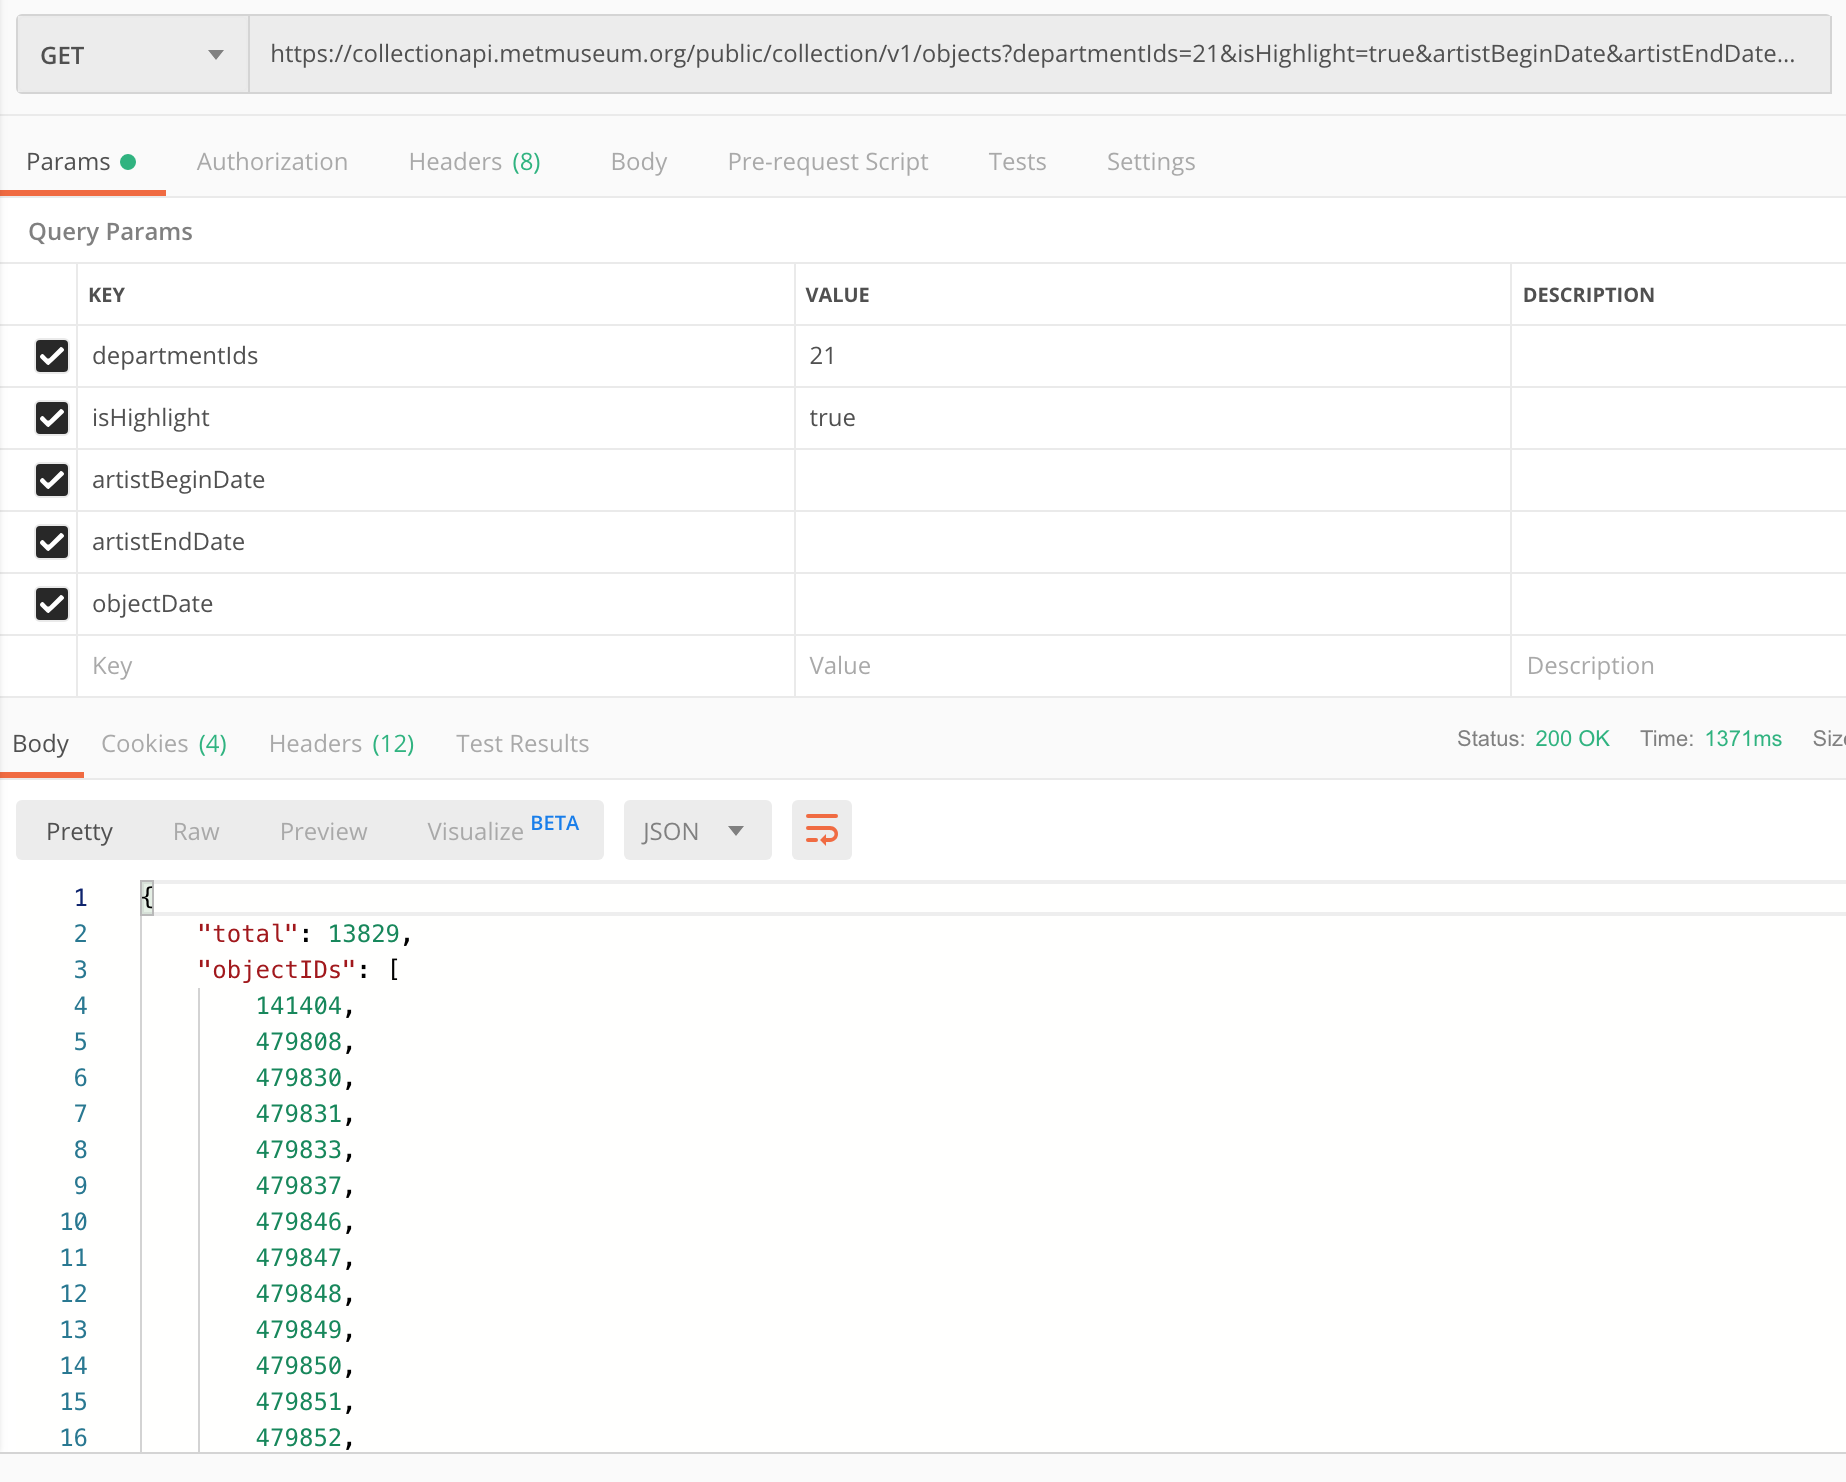 GET https://collectionapi.metmuseum.org/public/collection/v1/objects?departmentIds=21&isHighlight=true&artistBeginDate&artistEndDate...
Params Authorization Headers (8) Body Pre-request Script Tests Settings
Query Params
KEY VALUE DESCRIPTION
departmentIds 21
isHighlight true
artistBeginDate
artistEndDate
objectDate
Key Value Description
Body Cookies (4) Headers (12) Test Results Status: 200 OK Time: 1371ms Siz
Pretty Raw Preview Visualize BETA JSON
1 {
2 "total": 13829,
3 "objectIDs": [
4 141404,
5 479808,
6 479830,
7 479831,
8 479833,
9 479837,
10 479846,
11 479847,
12 479848,
13 479849,
14 479850,
15 479851,
16 479852,